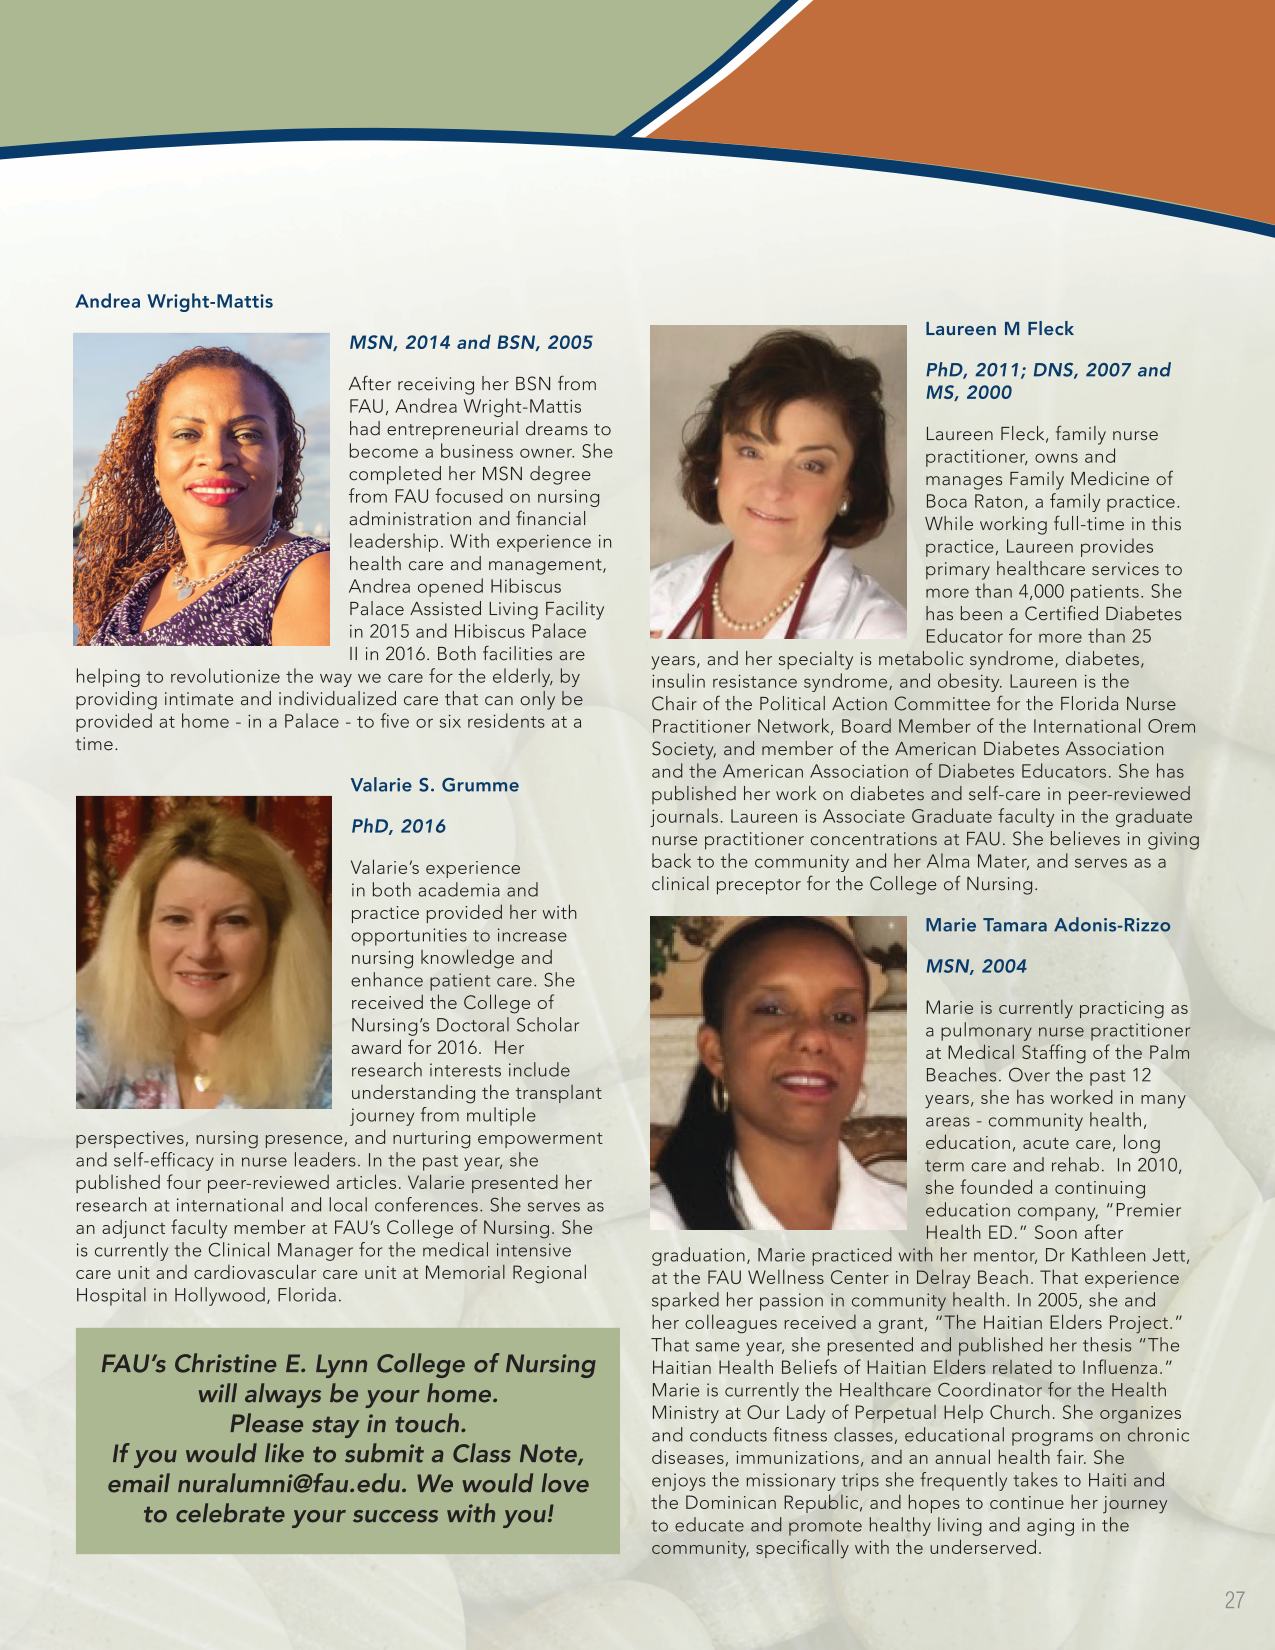 Andrea Wright-Mattis
MSN, 2014 and BSN, 2005
After receiving her BSN from
FAU, Andrea Wright-Mattis
had entrepreneurial dreams to
become a business owner. She
completed her MSN degree
from FAU focused on nursing
administration and financial
leadership. With experience in
health care and management,
Andrea opened Hibiscus
Palace Assisted Living Facility
in 2015 and Hibiscus Palace
II in 2016. Both facilities are
helping to revolutionize the way we care for the elderly, by
providing intimate and individualized care that can only be
provided at home - in a Palace - to five or six residents at a
time.
Valarie S. Grumme
PhD, 2016
Valarie’s experience
in both academia and
practice provided her with
opportunities to increase
nursing knowledge and
enhance patient care. She
received the College of
Nursing’s Doctoral Scholar
award for 2016.  Her
research interests include
understanding the transplant
journey from multiple
perspectives, nursing presence, and nurturing empowerment
and self-efficacy in nurse leaders. In the past year, she
published four peer-reviewed articles. Valarie presented her
research at international and local conferences. She serves as
an adjunct faculty member at FAU’s College of Nursing. She
is currently the Clinical Manager for the medical intensive
care unit and cardiovascular care unit at Memorial Regional
Hospital in Hollywood, Florida.
FAU’s Christine E. Lynn College of Nursing
will always be your home.
Please stay in touch.
If you would like to submit a Class Note,
email nuralumni@fau.edu. We would love
to celebrate your success with you!
Laureen M Fleck
PhD, 2011; DNS, 2007 and
MS, 2000
Laureen Fleck, family nurse
practitioner, owns and
manages Family Medicine of
Boca Raton, a family practice.
While working full-time in this
practice, Laureen provides
primary healthcare services to
more than 4,000 patients. She
has been a Certified Diabetes
Educator for more than 25
years, and her specialty is metabolic syndrome, diabetes,
insulin resistance syndrome, and obesity. Laureen is the
Chair of the Political Action Committee for the Florida Nurse
Practitioner Network, Board Member of the International Orem
Society, and member of the American Diabetes Association
and the American Association of Diabetes Educators. She has
published her work on diabetes and self-care in peer-reviewed
journals. Laureen is Associate Graduate faculty in the graduate
nurse practitioner concentrations at FAU. She believes in giving
back to the community and her Alma Mater, and serves as a
clinical preceptor for the College of Nursing.
Marie Tamara Adonis-Rizzo
MSN, 2004
Marie is currently practicing as
a pulmonary nurse practitioner
at Medical Staffing of the Palm
Beaches. Over the past 12
years, she has worked in many
areas - community health,
education, acute care, long
term care and rehab.  In 2010,
she founded a continuing
education company, “Premier
Health ED.” Soon after
graduation, Marie practiced with her mentor, Dr Kathleen Jett,
at the FAU Wellness Center in Delray Beach. That experience
sparked her passion in community health. In 2005, she and
her colleagues received a grant, “The Haitian Elders Project.”
That same year, she presented and published her thesis “The
Haitian Health Beliefs of Haitian Elders related to Influenza.”
Marie is currently the Healthcare Coordinator for the Health
Ministry at Our Lady of Perpetual Help Church. She organizes
and conducts fitness classes, educational programs on chronic
diseases, immunizations, and an annual health fair. She
enjoys the missionary trips she frequently takes to Haiti and
the Dominican Republic, and hopes to continue her journey
to educate and promote healthy living and aging in the
community, specifically with the underserved.
27